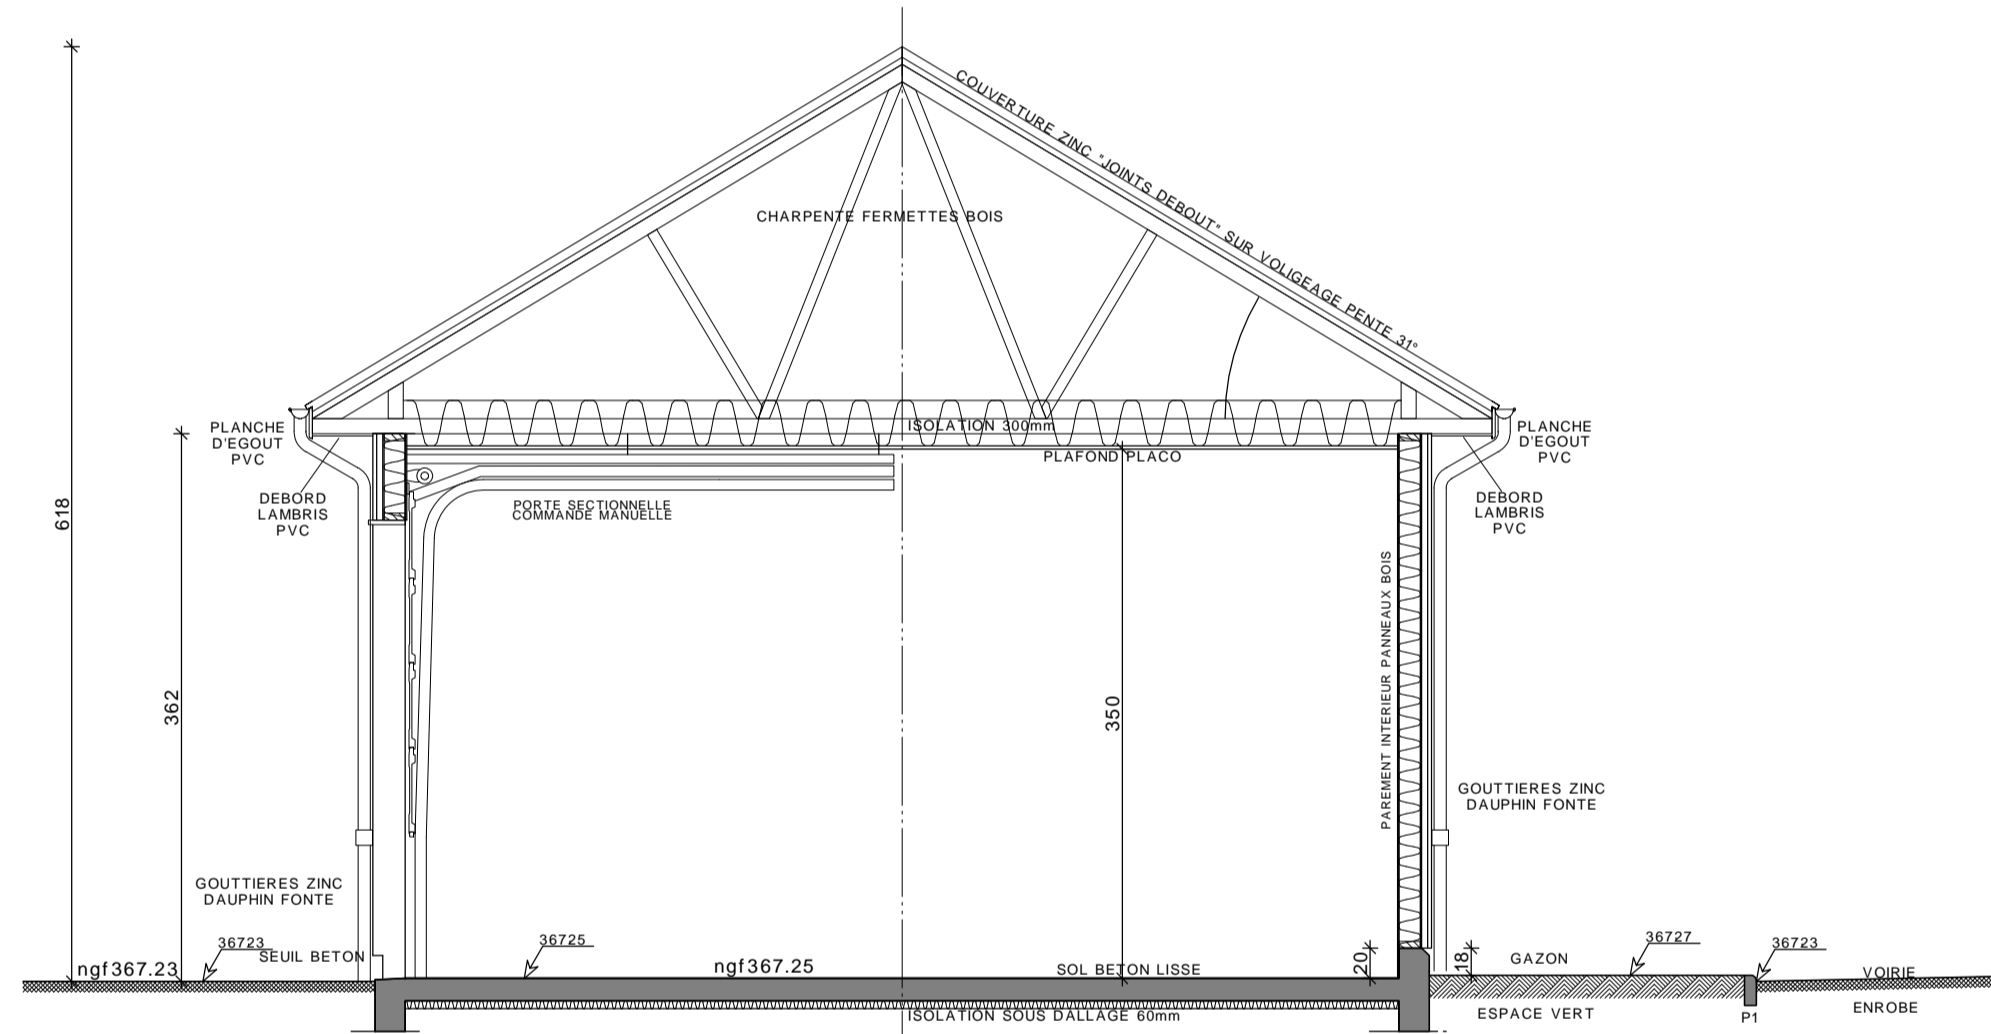 COUVERTURE ZINC "JOINTS DEBOUT" SUR VOLIGEAGE PENTE 31°
CHARPENTE FERMETTES BOIS
ISOLATION 300mm
PLAFOND PLACO
PLANCHE
D'EGOUT
PVC
PLANCHE
D'EGOUT
PVC
DEBORD
LAMBRIS
PVC
DEBORD
LAMBRIS
PVC
PORTE SECTIONNELLE
COMMANDE MANUELLE
618
362
350
PAREMENT INTERIEUR PANNEAUX BOIS
GOUTTIERES ZINC
DAUPHIN FONTE
GOUTTIERES ZINC
DAUPHIN FONTE
36723
SEUIL BETON
36725
ngf367.23
ngf367.25
SOL BETON LISSE
20
18
GAZON
36727
36723
VOIRIE
ISOLATION SOUS DALLAGE 60mm
ESPACE VERT
P1
ENROBE